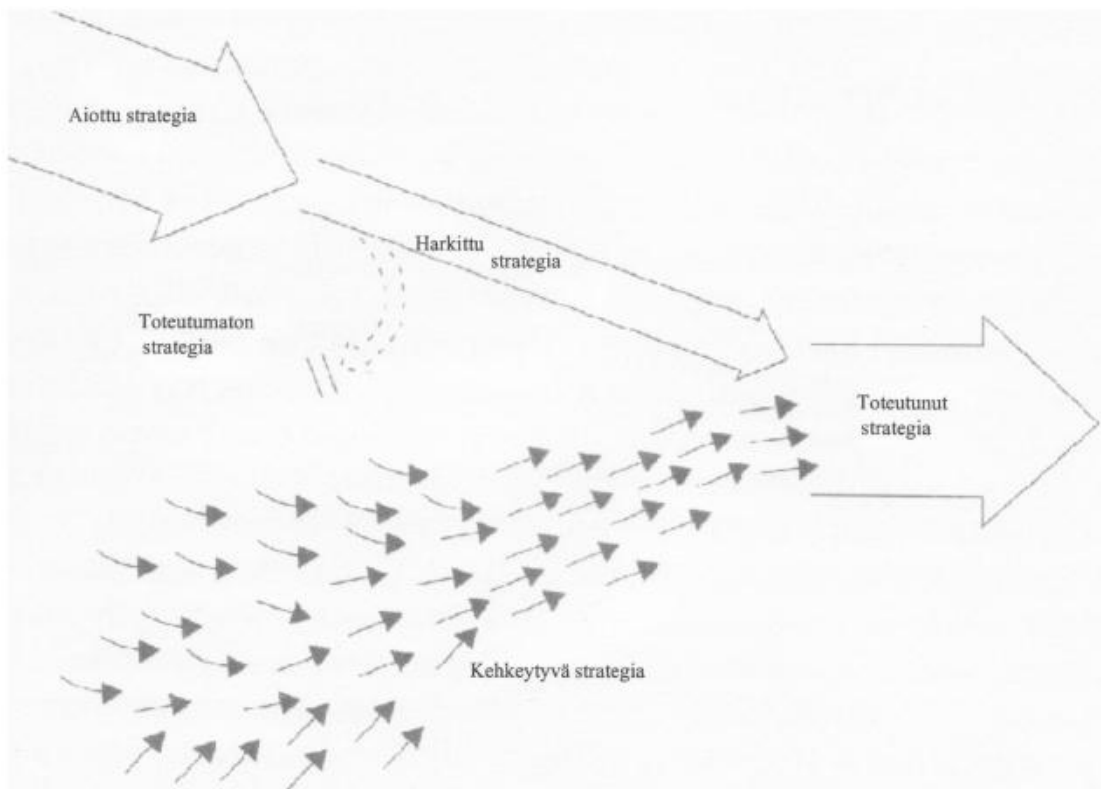 Aiottu strategia
Harkittu
strategia
Toteutumaton
strategia
Toteutunut
strategia
Kehkeytyvä strategia